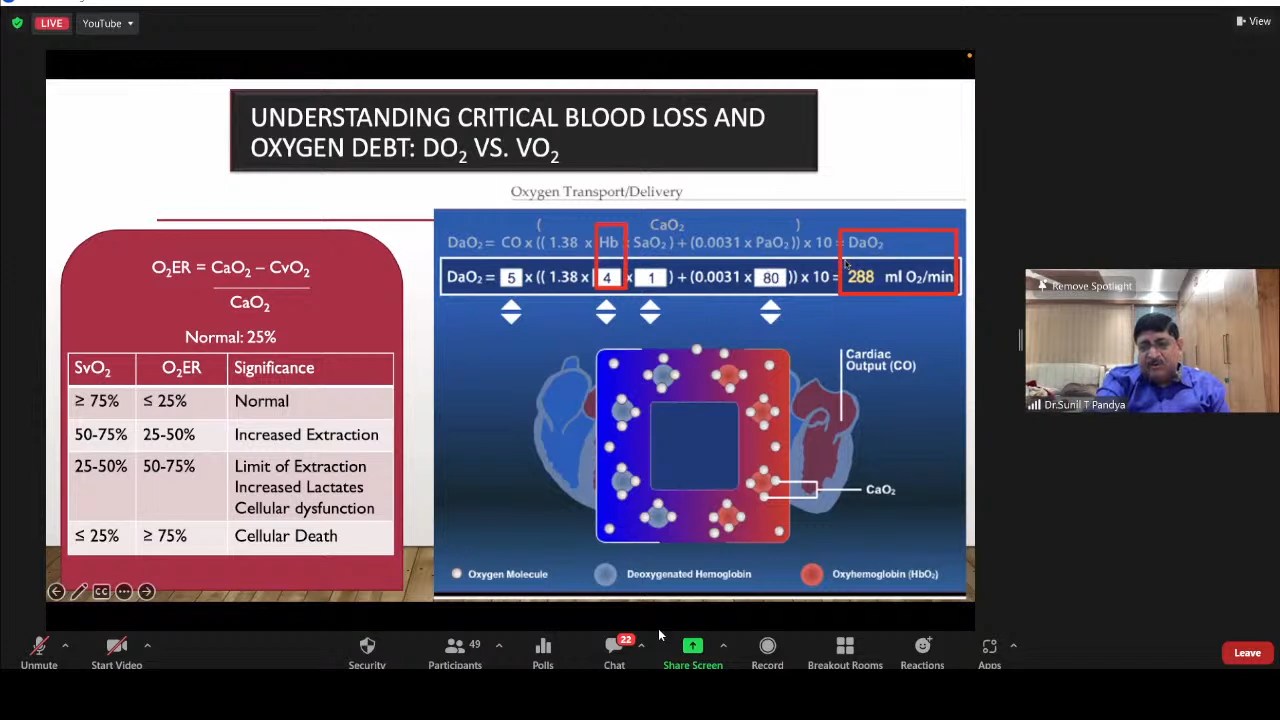 LIVE
YouTube
View
UNDERSTANDING CRITICAL BLOOD LOSS AND
OXYGEN DEBT: DO₂ VS. VO₂
Oxygen Transport/Delivery
O₂ER = CaO₂ – CvO₂
CaO₂
Normal: 25%
SvO₂ O₂ER Significance
≥ 75% ≤ 25% Normal
50-75% 25-50% Increased Extraction
25-50% 50-75% Limit of Extraction
Increased Lactates
Cellular dysfunction
≤ 25% ≥ 75% Cellular Death
( CaO₂ )
DaO₂ = CO x (( 1.38 x Hb x SaO₂ ) + (0.0031 x PaO₂ )) x 10 = DaO₂
DaO₂ = 5 x (( 1.38 x 4 x 1 ) + (0.0031 x 80 )) x 10 = 288 ml O₂/min
Cardiac
Output (CO)
CaO₂
Oxygen Molecule
Deoxygenated Hemoglobin
Oxyhemoglobin (HbO₂)
CC
Remove Spotlight
Dr.Sunil T Pandya
Unmute
Start Video
Security
49
Participants
Polls
22
Chat
Share Screen
Record
Breakout Rooms
Reactions
Apps
Leave